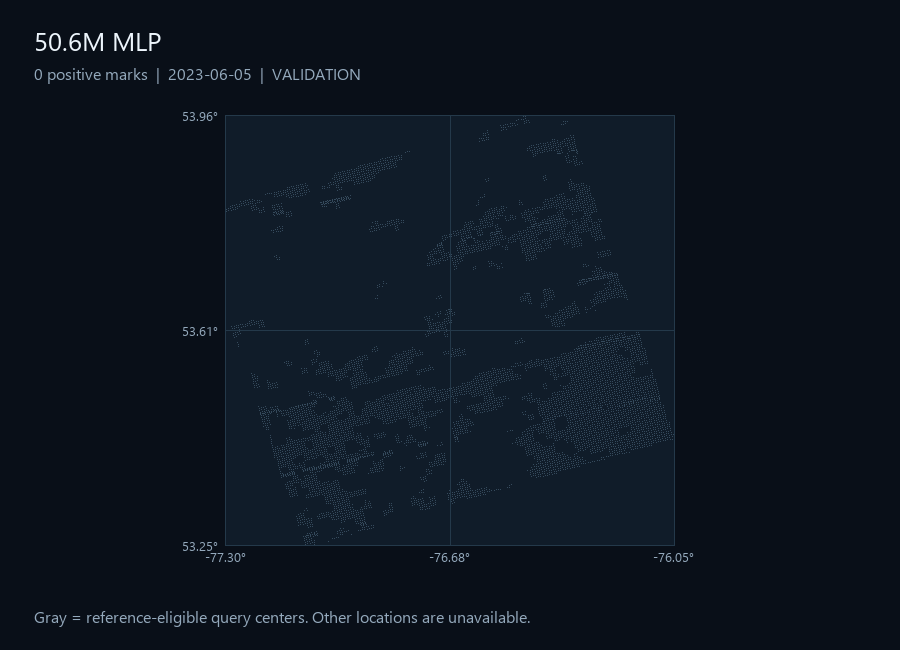 50.6M MLP
0 positive marks | 2023-06-05 | VALIDATION
53.96°
53.61°
53.25°
-77.30°
-76.68°
-76.05°
Gray = reference-eligible query centers. Other locations are unavailable.